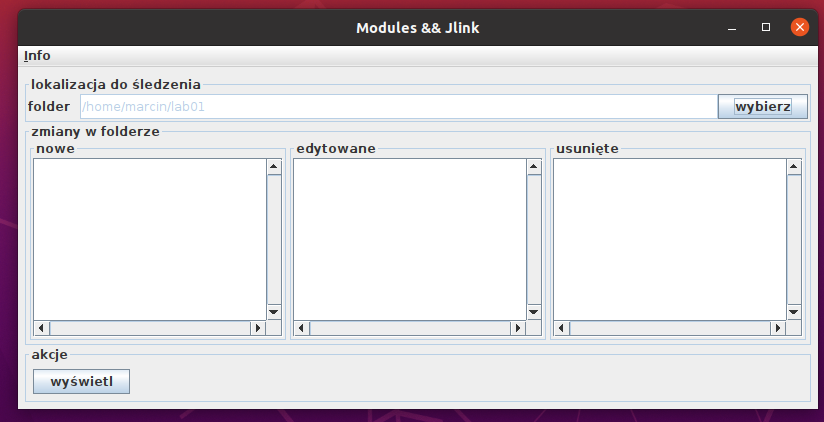 Modules && Jlink
Info
lokalizacja do śledzenia
folder /home/marcin/lab01 wybierz
zmiany w folderze
nowe edytowane usunięte
akcje
wyświetl